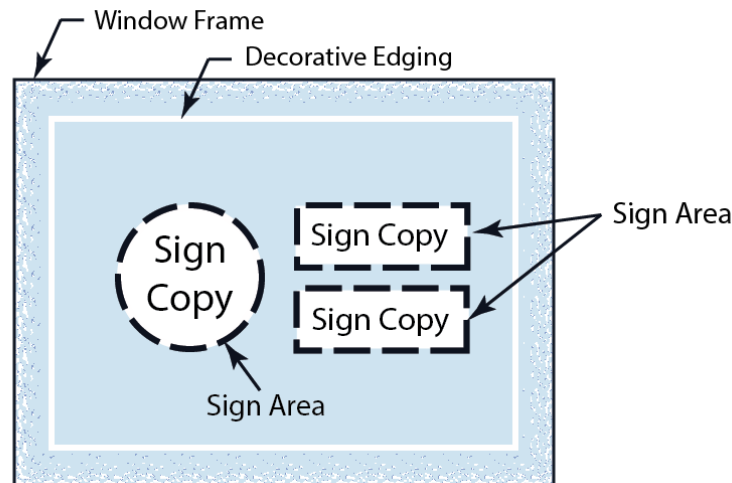 Window Frame
Decorative Edging
Sign
Copy
Sign Copy
Sign Area
Sign Copy
Sign Area